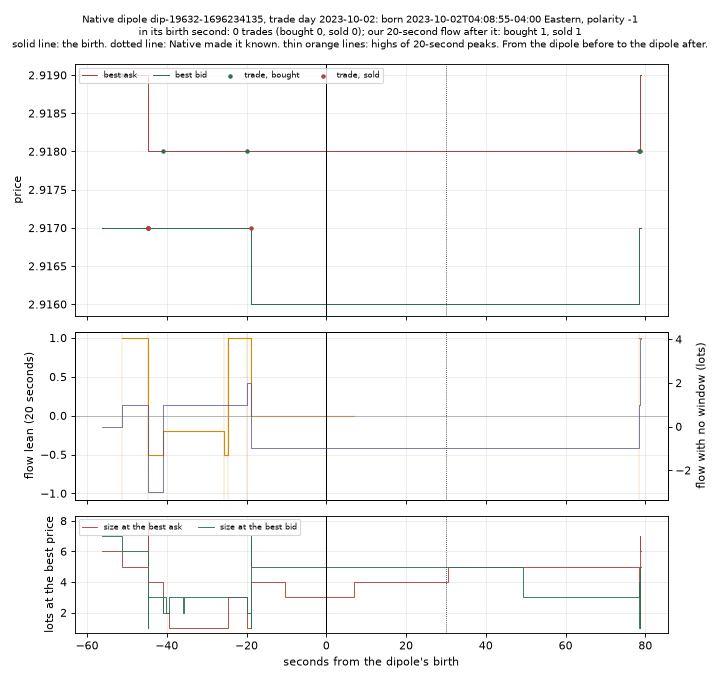 Native dipole dip-19632-1696234135, trade day 2023-10-02: born 2023-10-02T04:08:55-04:00 Eastern, polarity -1
in its birth second: 0 trades (bought 0, sold 0); our 20-second flow after it: bought 1, sold 1
solid line: the birth. dotted line: Native made it known. thin orange lines: highs of 20-second peaks. From the dipole before to the dipole after.
best ask best bid trade, bought trade, sold
2.9190
2.9185
2.9180
2.9175
2.9170
2.9165
2.9160
price
1.0
0.5
0.0
−0.5
−1.0
flow lean (20 seconds)
4
2
0
−2
flow with no window (lots)
size at the best ask size at the best bid
8
6
4
2
lots at the best price
−60 −40 −20 0 20 40 60 80
seconds from the dipole's birth